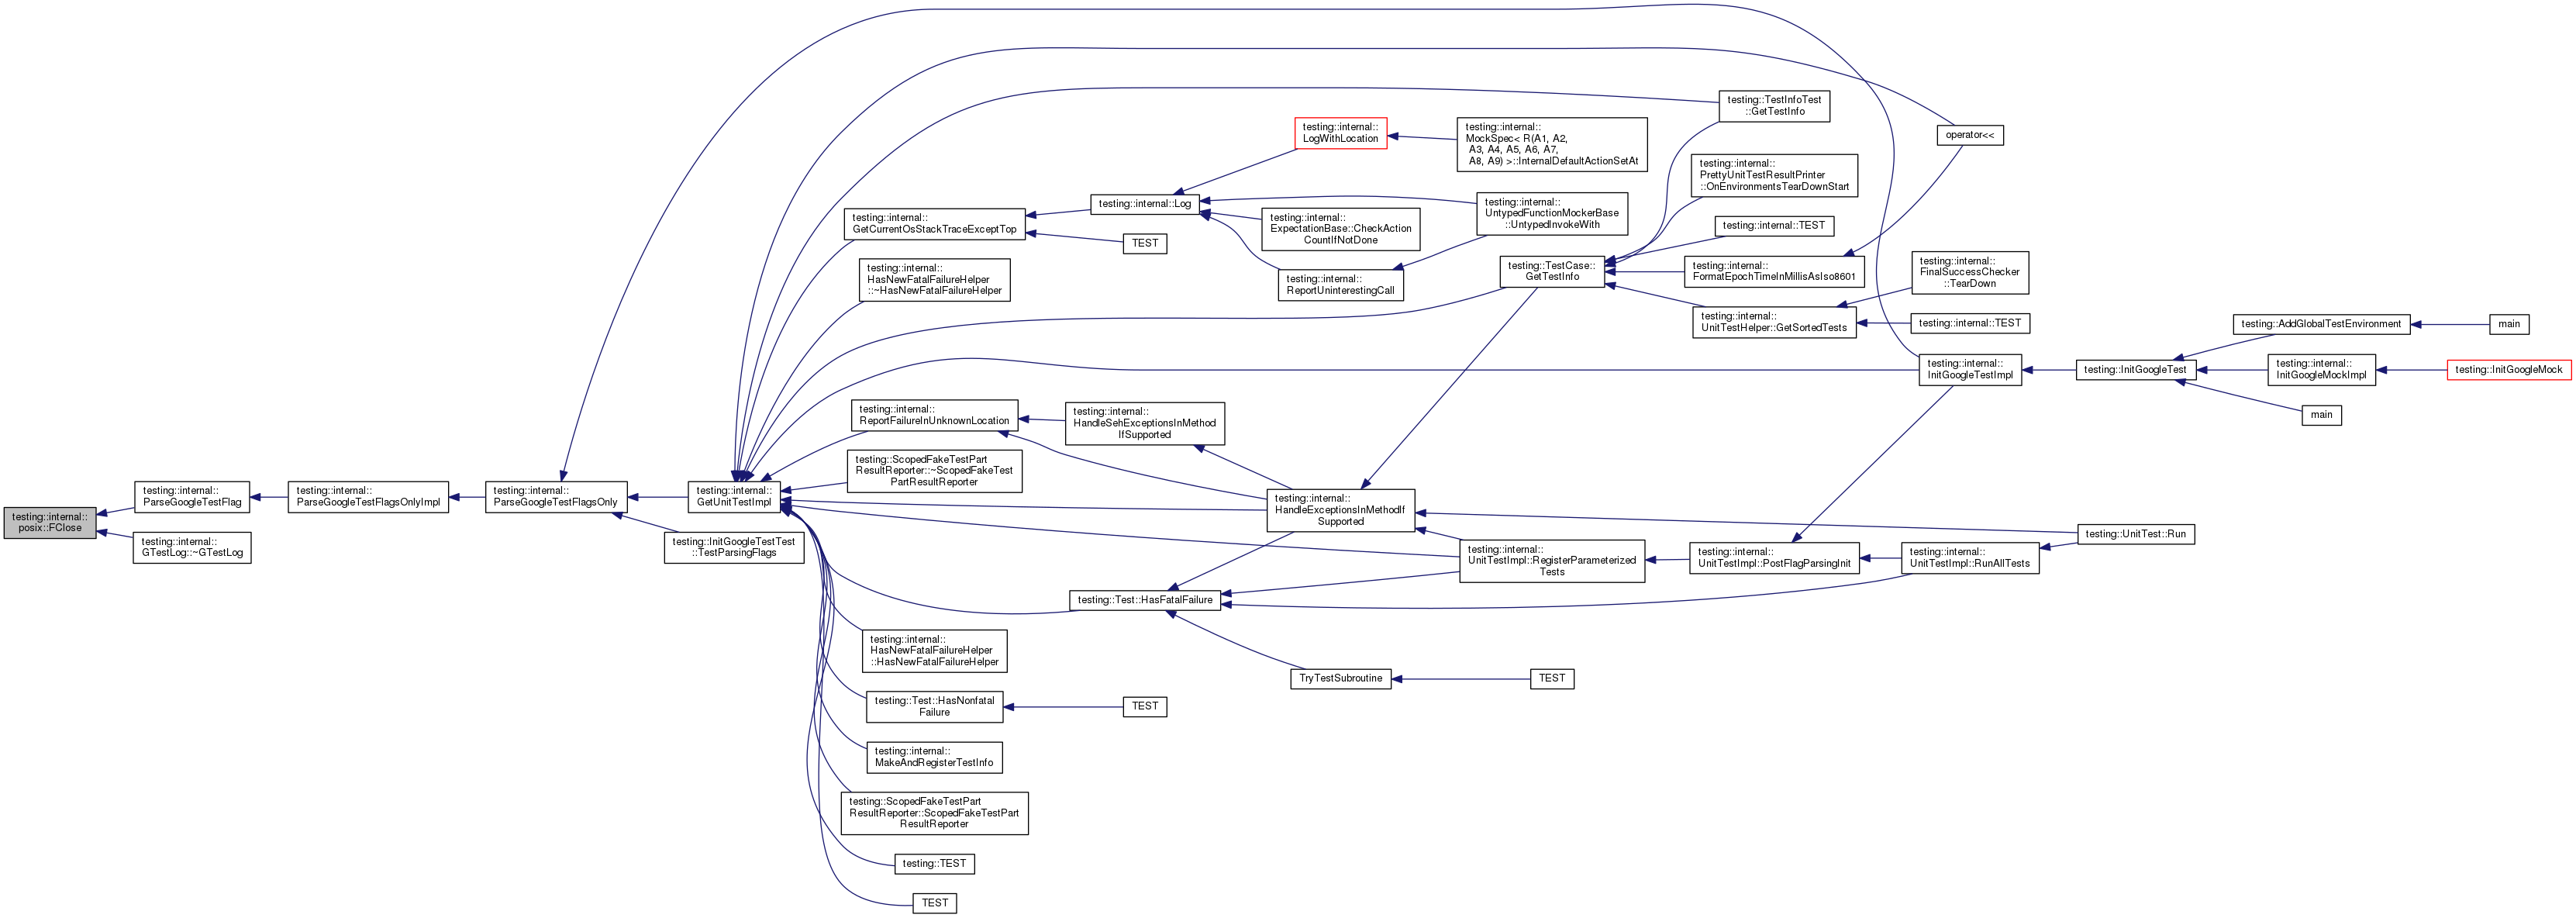 testing::internal::
posix::FClose
testing::internal::
ParseGoogleTestFlag
testing::internal::
GTestLog::~GTestLog
testing::internal::
ParseGoogleTestFlagsOnlyImpl
testing::internal::
ParseGoogleTestFlagsOnly
testing::internal::
GetUnitTestImpl
testing::InitGoogleTestTest
::TestParsingFlags
testing::internal::
GetCurrentOsStackTraceExceptTop
testing::internal::
HasNewFatalFailureHelper
::~HasNewFatalFailureHelper
testing::internal::
ReportFailureInUnknownLocation
testing::ScopedFakeTestPart
ResultReporter::~ScopedFakeTest
PartResultReporter
testing::internal::
HasNewFatalFailureHelper
::HasNewFatalFailureHelper
testing::Test::HasNonfatal
Failure
testing::internal::
MakeAndRegisterTestInfo
testing::ScopedFakeTestPart
ResultReporter::ScopedFakeTestPart
ResultReporter
testing::TEST
TEST
testing::internal::Log
TEST
testing::internal::
HandleSehExceptionsInMethod
IfSupported
testing::Test::HasFatalFailure
TEST
testing::internal::
LogWithLocation
testing::internal::
ExpectationBase::CheckAction
CountIfNotDone
testing::internal::
ReportUninterestingCall
testing::internal::
HandleExceptionsInMethodIf
Supported
TryTestSubroutine
testing::internal::
MockSpec< R(A1, A2,
A3, A4, A5, A6, A7,
A8, A9) >::InternalDefaultActionSetAt
testing::internal::
UntypedFunctionMockerBase
::UntypedInvokeWith
testing::TestCase::
GetTestInfo
testing::internal::
UnitTestImpl::RegisterParameterized
Tests
TEST
testing::TestInfoTest
::GetTestInfo
testing::internal::
PrettyUnitTestResultPrinter
::OnEnvironmentsTearDownStart
testing::internal::TEST
testing::internal::
FormatEpochTimeInMillisAsIso8601
testing::internal::
UnitTestHelper::GetSortedTests
testing::internal::
UnitTestImpl::PostFlagParsingInit
operator<<
testing::internal::
FinalSuccessChecker
::TearDown
testing::internal::TEST
testing::internal::
InitGoogleTestImpl
testing::internal::
UnitTestImpl::RunAllTests
testing::InitGoogleTest
testing::UnitTest::Run
testing::AddGlobalTestEnvironment
testing::internal::
InitGoogleMockImpl
main
main
testing::InitGoogleMock